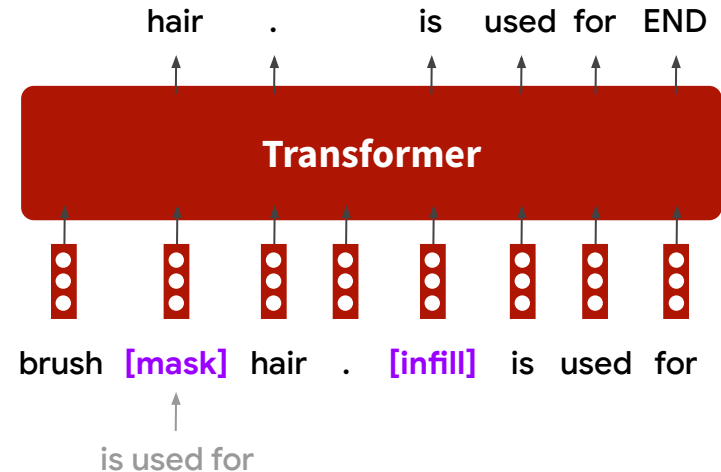 hair . is used for END
Transformer
brush [mask] hair . [infill] is used for
is used for